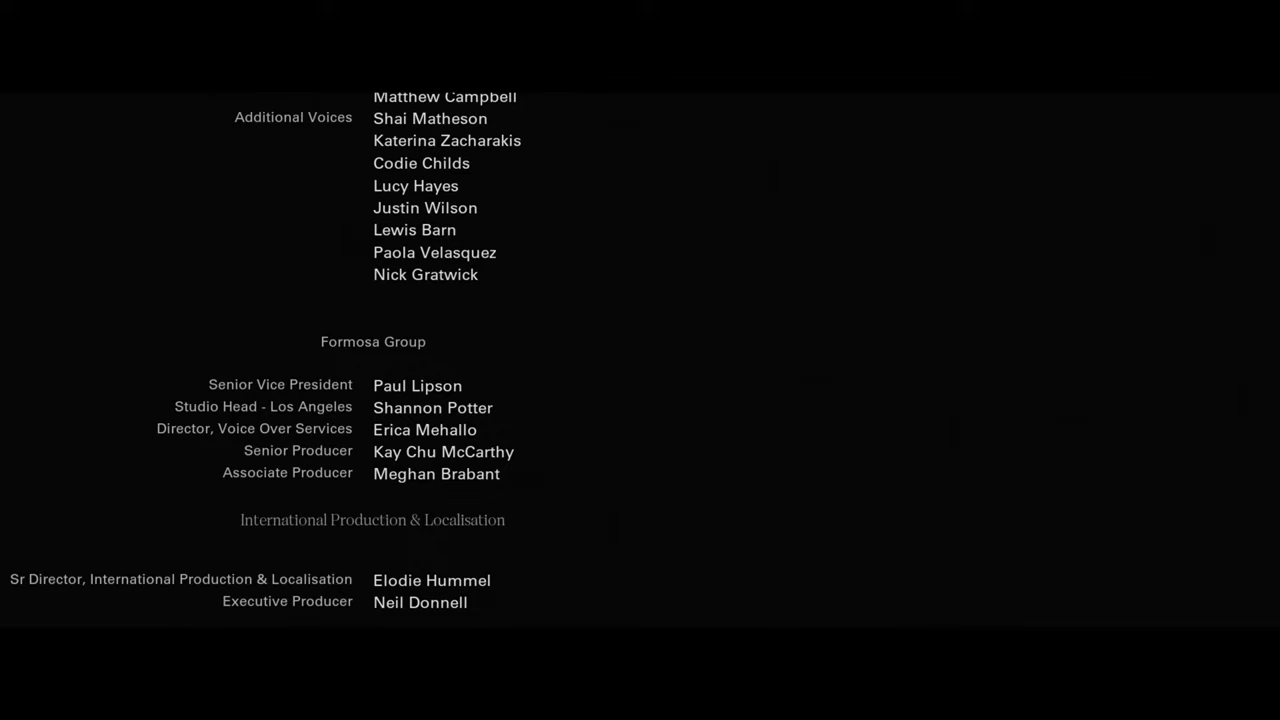 Matthew Campbell
Additional Voices Shai Matheson
Katerina Zacharakis
Codie Childs
Lucy Hayes
Justin Wilson
Lewis Barn
Paola Velasquez
Nick Gratwick
Formosa Group
Senior Vice President Paul Lipson
Studio Head - Los Angeles Shannon Potter
Director, Voice Over Services Erica Mehallo
Senior Producer Kay Chu McCarthy
Associate Producer Meghan Brabant
International Production & Localisation
Sr Director, International Production & Localisation Elodie Hummel
Executive Producer Neil Donnell